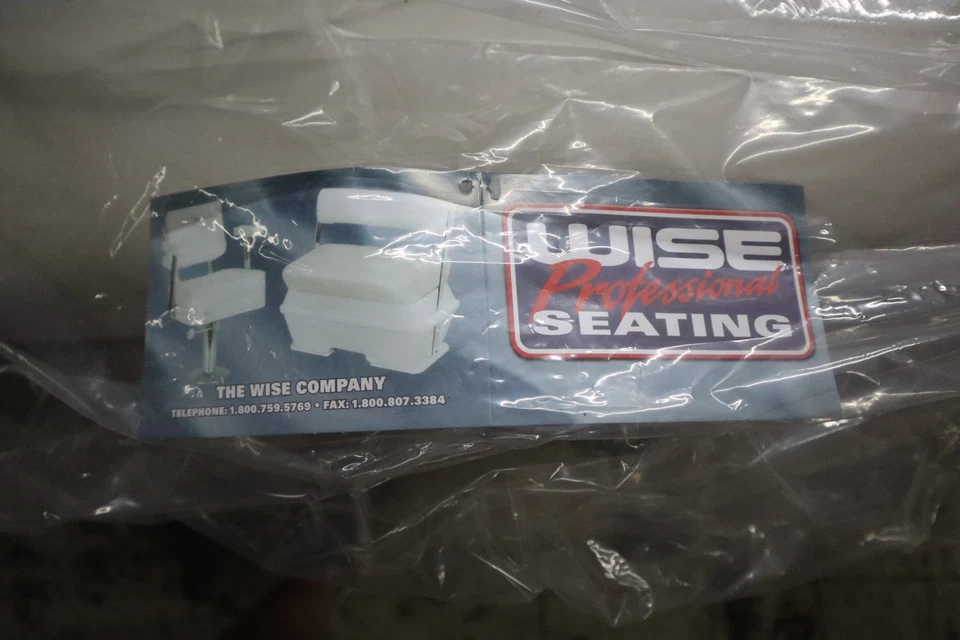 THE WISE COMPANY
TELEPHONE: 1.800.759.5769 • FAX: 1.800.807.3384
WISE
Professional
SEATING